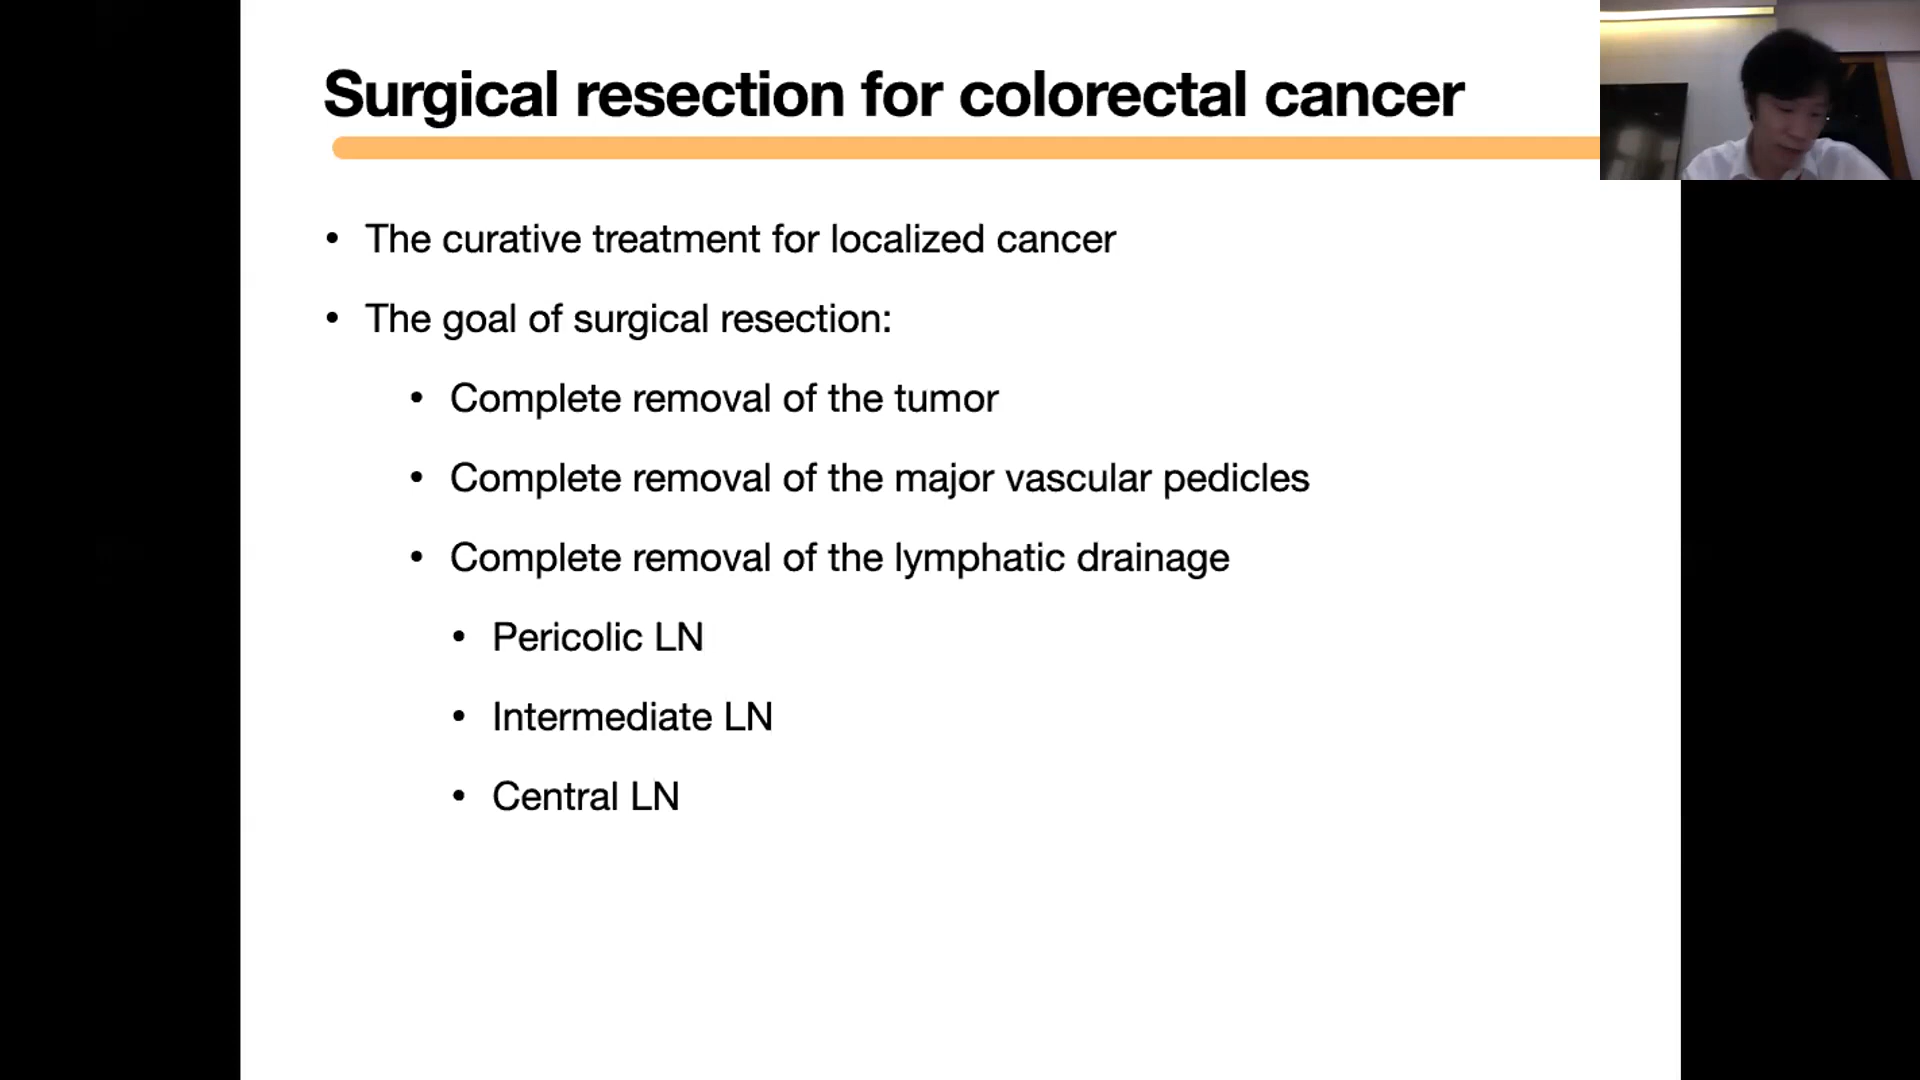 Surgical resection for colorectal cancer
• The curative treatment for localized cancer
• The goal of surgical resection:
• Complete removal of the tumor
• Complete removal of the major vascular pedicles
• Complete removal of the lymphatic drainage
• Pericolic LN
• Intermediate LN
• Central LN